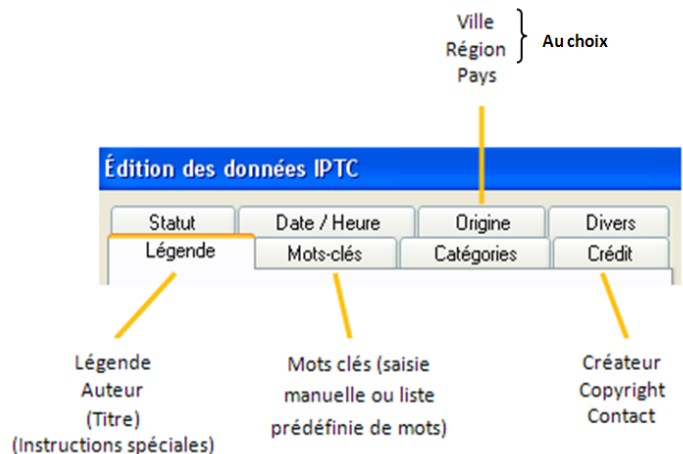 Ville
Région
Pays
Au choix
Édition des données IPTC
Statut
Date / Heure
Origine
Divers
Légende
Mots-clés
Catégories
Crédit
Légende
Auteur
(Titre)
(Instructions spéciales)
Mots clés (saisie
manuelle ou liste
prédéfinie de mots)
Créateur
Copyright
Contact